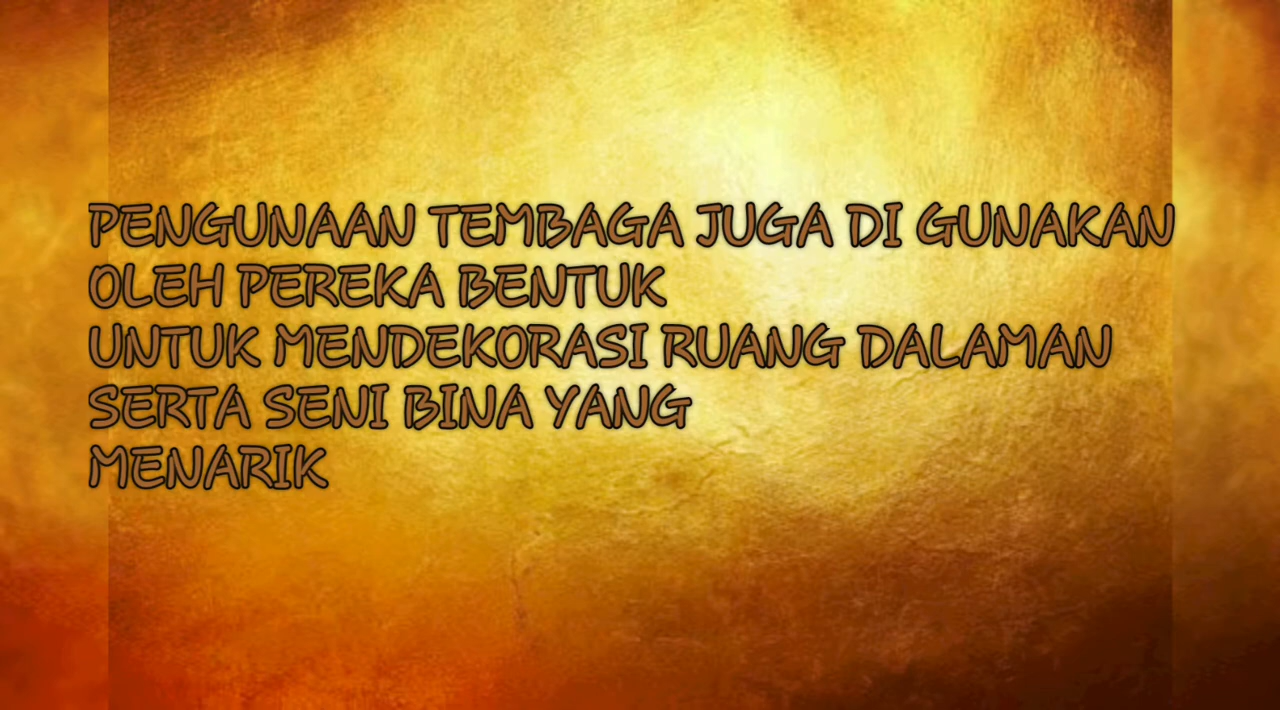 PENGUNAAN TEMBAGA JUGA DI GUNAKAN
OLEH PEREKA BENTUK
UNTUK MENDEKORASI RUANG DALAMAN
SERTA SENI BINA YANG
MENARIK